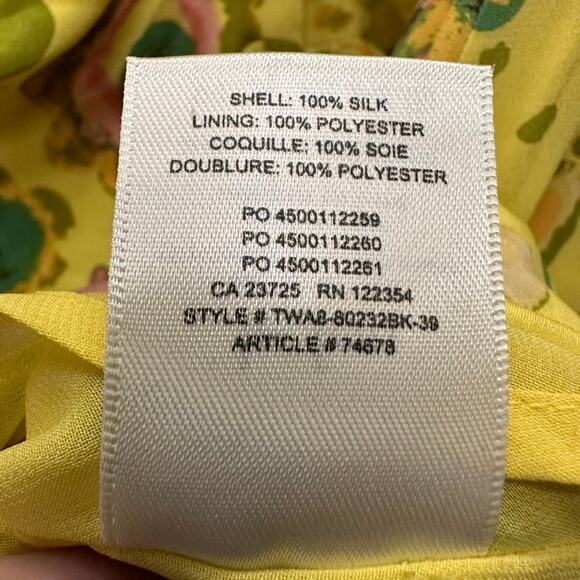 SHELL: 100% SILK
LINING: 100% POLYESTER
COQUILLE: 100% SOIE
DOUBLURE: 100% POLYESTER
PO 4500112259
PO 4500112260
PO 4500112261
CA 23725 RN 122354
STYLE # TWA8-80232BK-39
ARTICLE # 74678